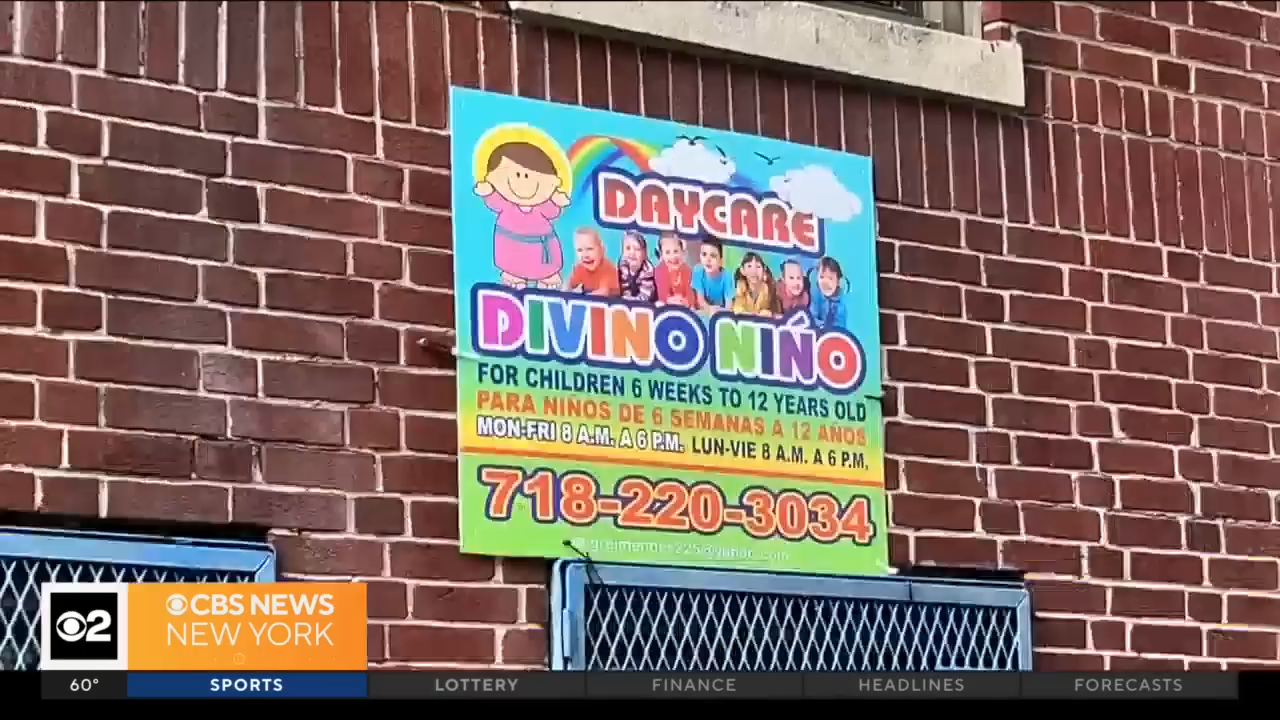 DAYCARE
DIVINO NIÑO
FOR CHILDREN 6 WEEKS TO 12 YEARS OLD
PARA NIÑOS DE 6 SEMANAS A 12 AÑOS
MON-FRI 8 A.M. A 6 P.M. LUN-VIE 8 A.M. A 6 P.M.
718-220-3034
2
CBS NEWS
NEW YORK
60° SPORTS LOTTERY FINANCE HEADLINES FORECASTS